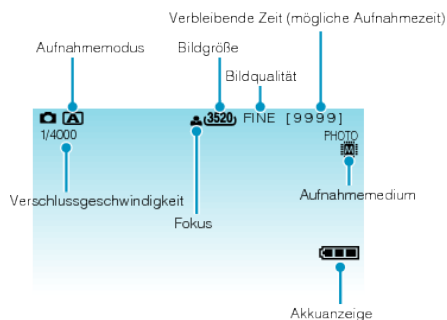 Verbleibende Zeit (mögliche Aufnahmezeit)
Aufnahmemodus
Bildgröße
Bildqualität
A
3520
FINE
[9999]
1/4000
PHOTO
M
Verschlussgeschwindigkeit
Fokus
Aufnahmemedium
Akkuanzeige